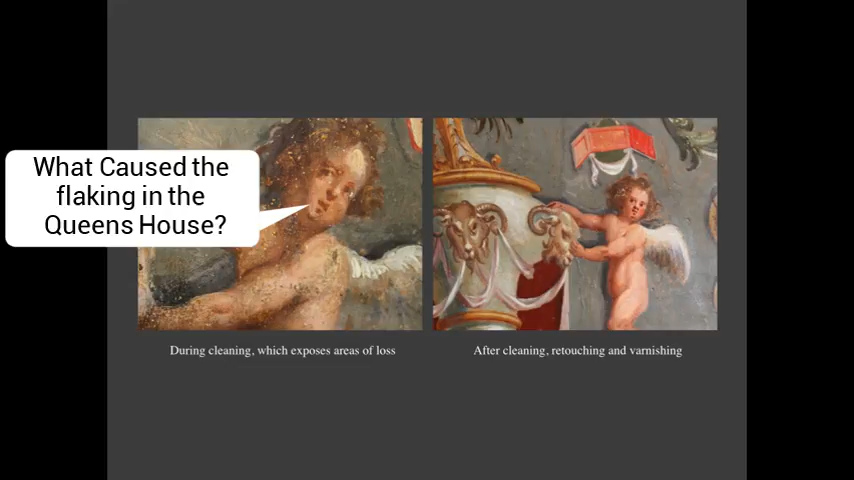 What Caused the
flaking in the
Queens House?
During cleaning, which exposes areas of loss
After cleaning, retouching and varnishing